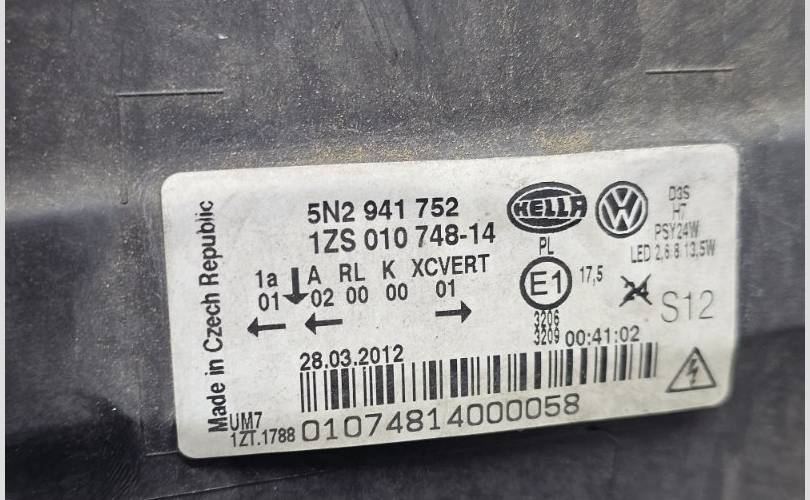 Made in Czech Republic
5N2 941 752
1ZS 010 748-14
HELLA
VW
D3S
H7
PSY24W
LED 2,6 8 13,5W
1a A RL K XCVERT
01 02 00 00 01
PL
E1
17,5
S12
3206
3209 00:41:02
28.03.2012
UM7
1ZT.1788
01074814000058